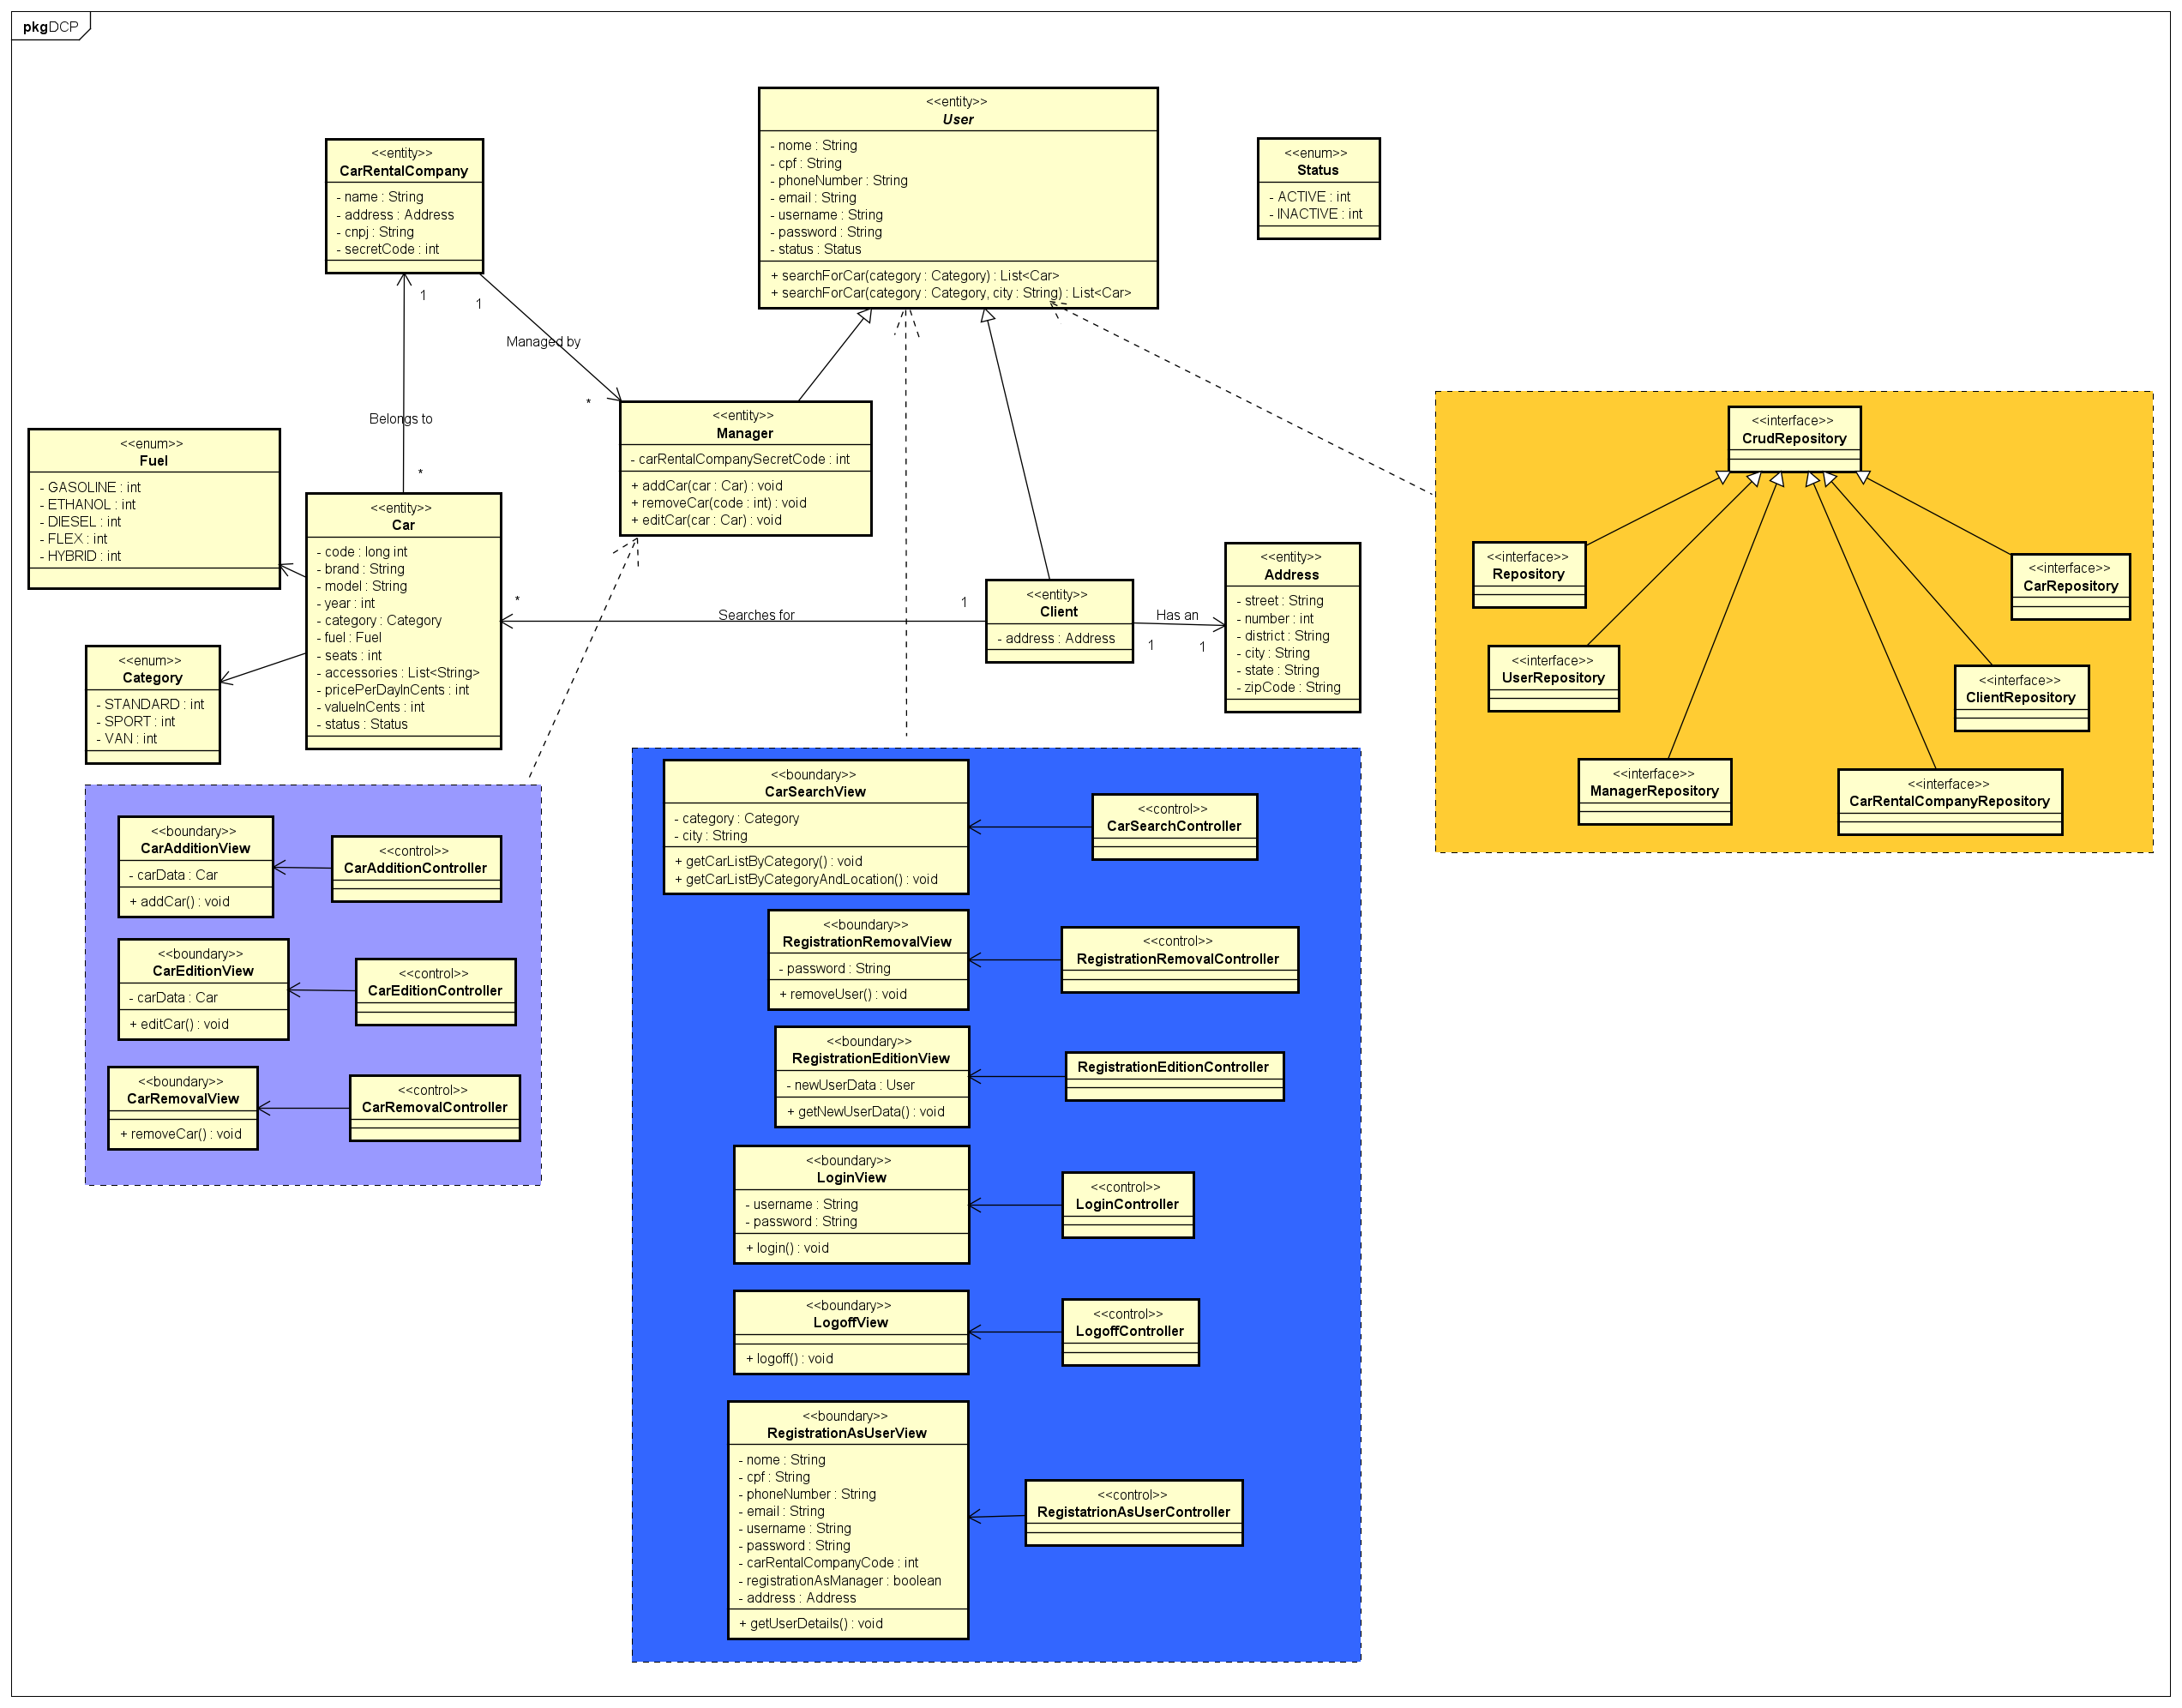 pkg DCP
<<entity>>
User
- nome : String
- cpf : String
- phoneNumber : String
- email : String
- username : String
- password : String
- status : Status
+ searchForCar(category : Category) : List<Car>
+ searchForCar(category : Category, city : String) : List<Car>
<<entity>>
CarRentalCompany
- name : String
- address : Address
- cnpj : String
- secretCode : int
<<enum>>
Status
- ACTIVE : int
- INACTIVE : int
1
1
Managed by
*
Belongs to
*
<<entity>>
Manager
- carRentalCompanySecretCode : int
+ addCar(car : Car) : void
+ removeCar(code : int) : void
+ editCar(car : Car) : void
<<enum>>
Fuel
- GASOLINE : int
- ETHANOL : int
- DIESEL : int
- FLEX : int
- HYBRID : int
<<entity>>
Car
- code : long int
- brand : String
- model : String
- year : int
- category : Category
- fuel : Fuel
- seats : int
- accessories : List<String>
- pricePerDayInCents : int
- valueInCents : int
- status : Status
<<enum>>
Category
- STANDARD : int
- SPORT : int
- VAN : int
*
Searches for
1
<<entity>>
Client
- address : Address
Has an
1
1
<<entity>>
Address
- street : String
- number : int
- district : String
- city : String
- state : String
- zipCode : String
<<interface>>
CrudRepository
<<interface>>
Repository
<<interface>>
CarRepository
<<interface>>
UserRepository
<<interface>>
ClientRepository
<<interface>>
ManagerRepository
<<interface>>
CarRentalCompanyRepository
<<boundary>>
CarAdditionView
- carData : Car
+ addCar() : void
<<control>>
CarAdditionController
<<boundary>>
CarEditionView
- carData : Car
+ editCar() : void
<<control>>
CarEditionController
<<boundary>>
CarRemovalView
+ removeCar() : void
<<control>>
CarRemovalController
<<boundary>>
CarSearchView
- category : Category
- city : String
+ getCarListByCategory() : void
+ getCarListByCategoryAndLocation() : void
<<control>>
CarSearchController
<<boundary>>
RegistrationRemovalView
- password : String
+ removeUser() : void
<<control>>
RegistrationRemovalController
<<boundary>>
RegistrationEditionView
- newUserData : User
+ getNewUserData() : void
RegistrationEditionController
<<boundary>>
LoginView
- username : String
- password : String
+ login() : void
<<control>>
LoginController
<<boundary>>
LogoffView
+ logoff() : void
<<control>>
LogoffController
<<boundary>>
RegistrationAsUserView
- nome : String
- cpf : String
- phoneNumber : String
- email : String
- username : String
- password : String
- carRentalCompanyCode : int
- registrationAsManager : boolean
- address : Address
+ getUserDetails() : void
<<control>>
RegistatrionAsUserController